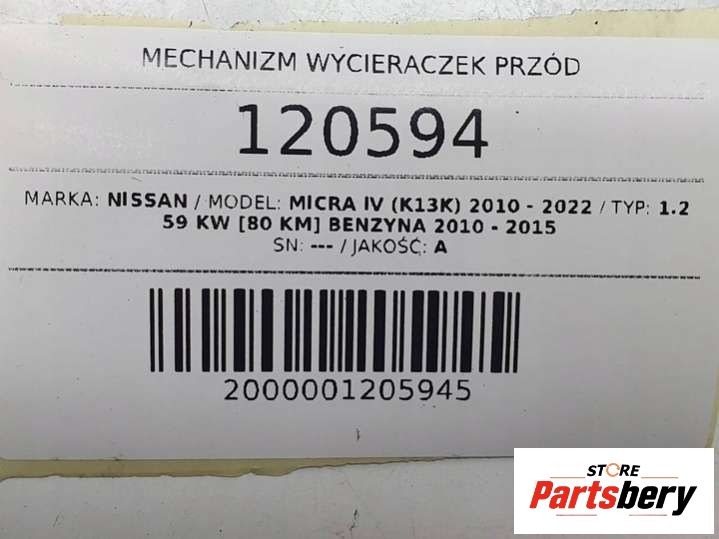 MECHANIZM WYCIERACZEK PRZÓD
120594
MARKA: NISSAN / MODEL: MICRA IV (K13K) 2010 - 2022 / TYP: 1.2
59 KW [80 KM] BENZYNA 2010 - 2015
SN: --- / JAKOŚĆ: A
2000001205945
STORE
Partsbery